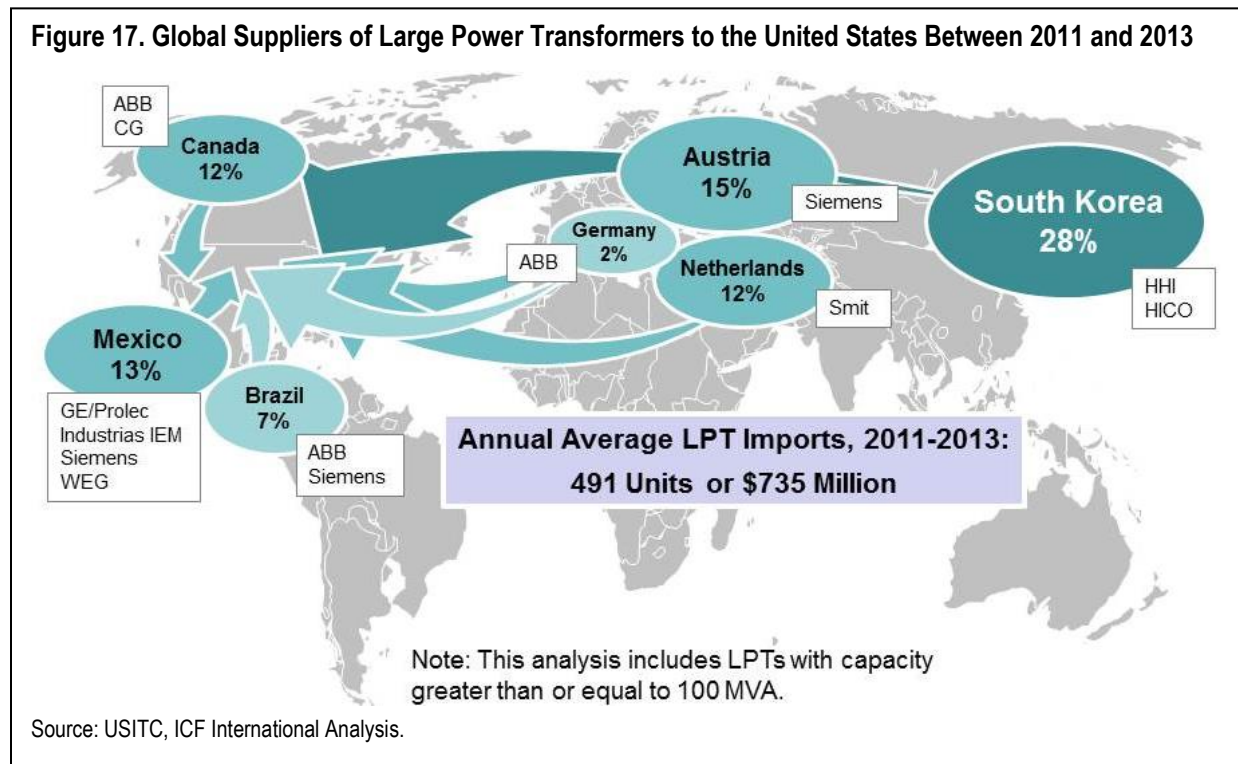 Figure 17. Global Suppliers of Large Power Transformers to the United States Between 2011 and 2013
ABB
CG
Canada
12%
Austria
15%
Siemens
South Korea
28%
HHI
HICO
Germany
2%
ABB
Netherlands
12%
Smit
Mexico
13%
GE/Prolec
Industrias IEM
Siemens
WEG
Brazil
7%
ABB
Siemens
Annual Average LPT Imports, 2011-2013:
491 Units or $735 Million
Note: This analysis includes LPTs with capacity
greater than or equal to 100 MVA.
Source: USITC, ICF International Analysis.